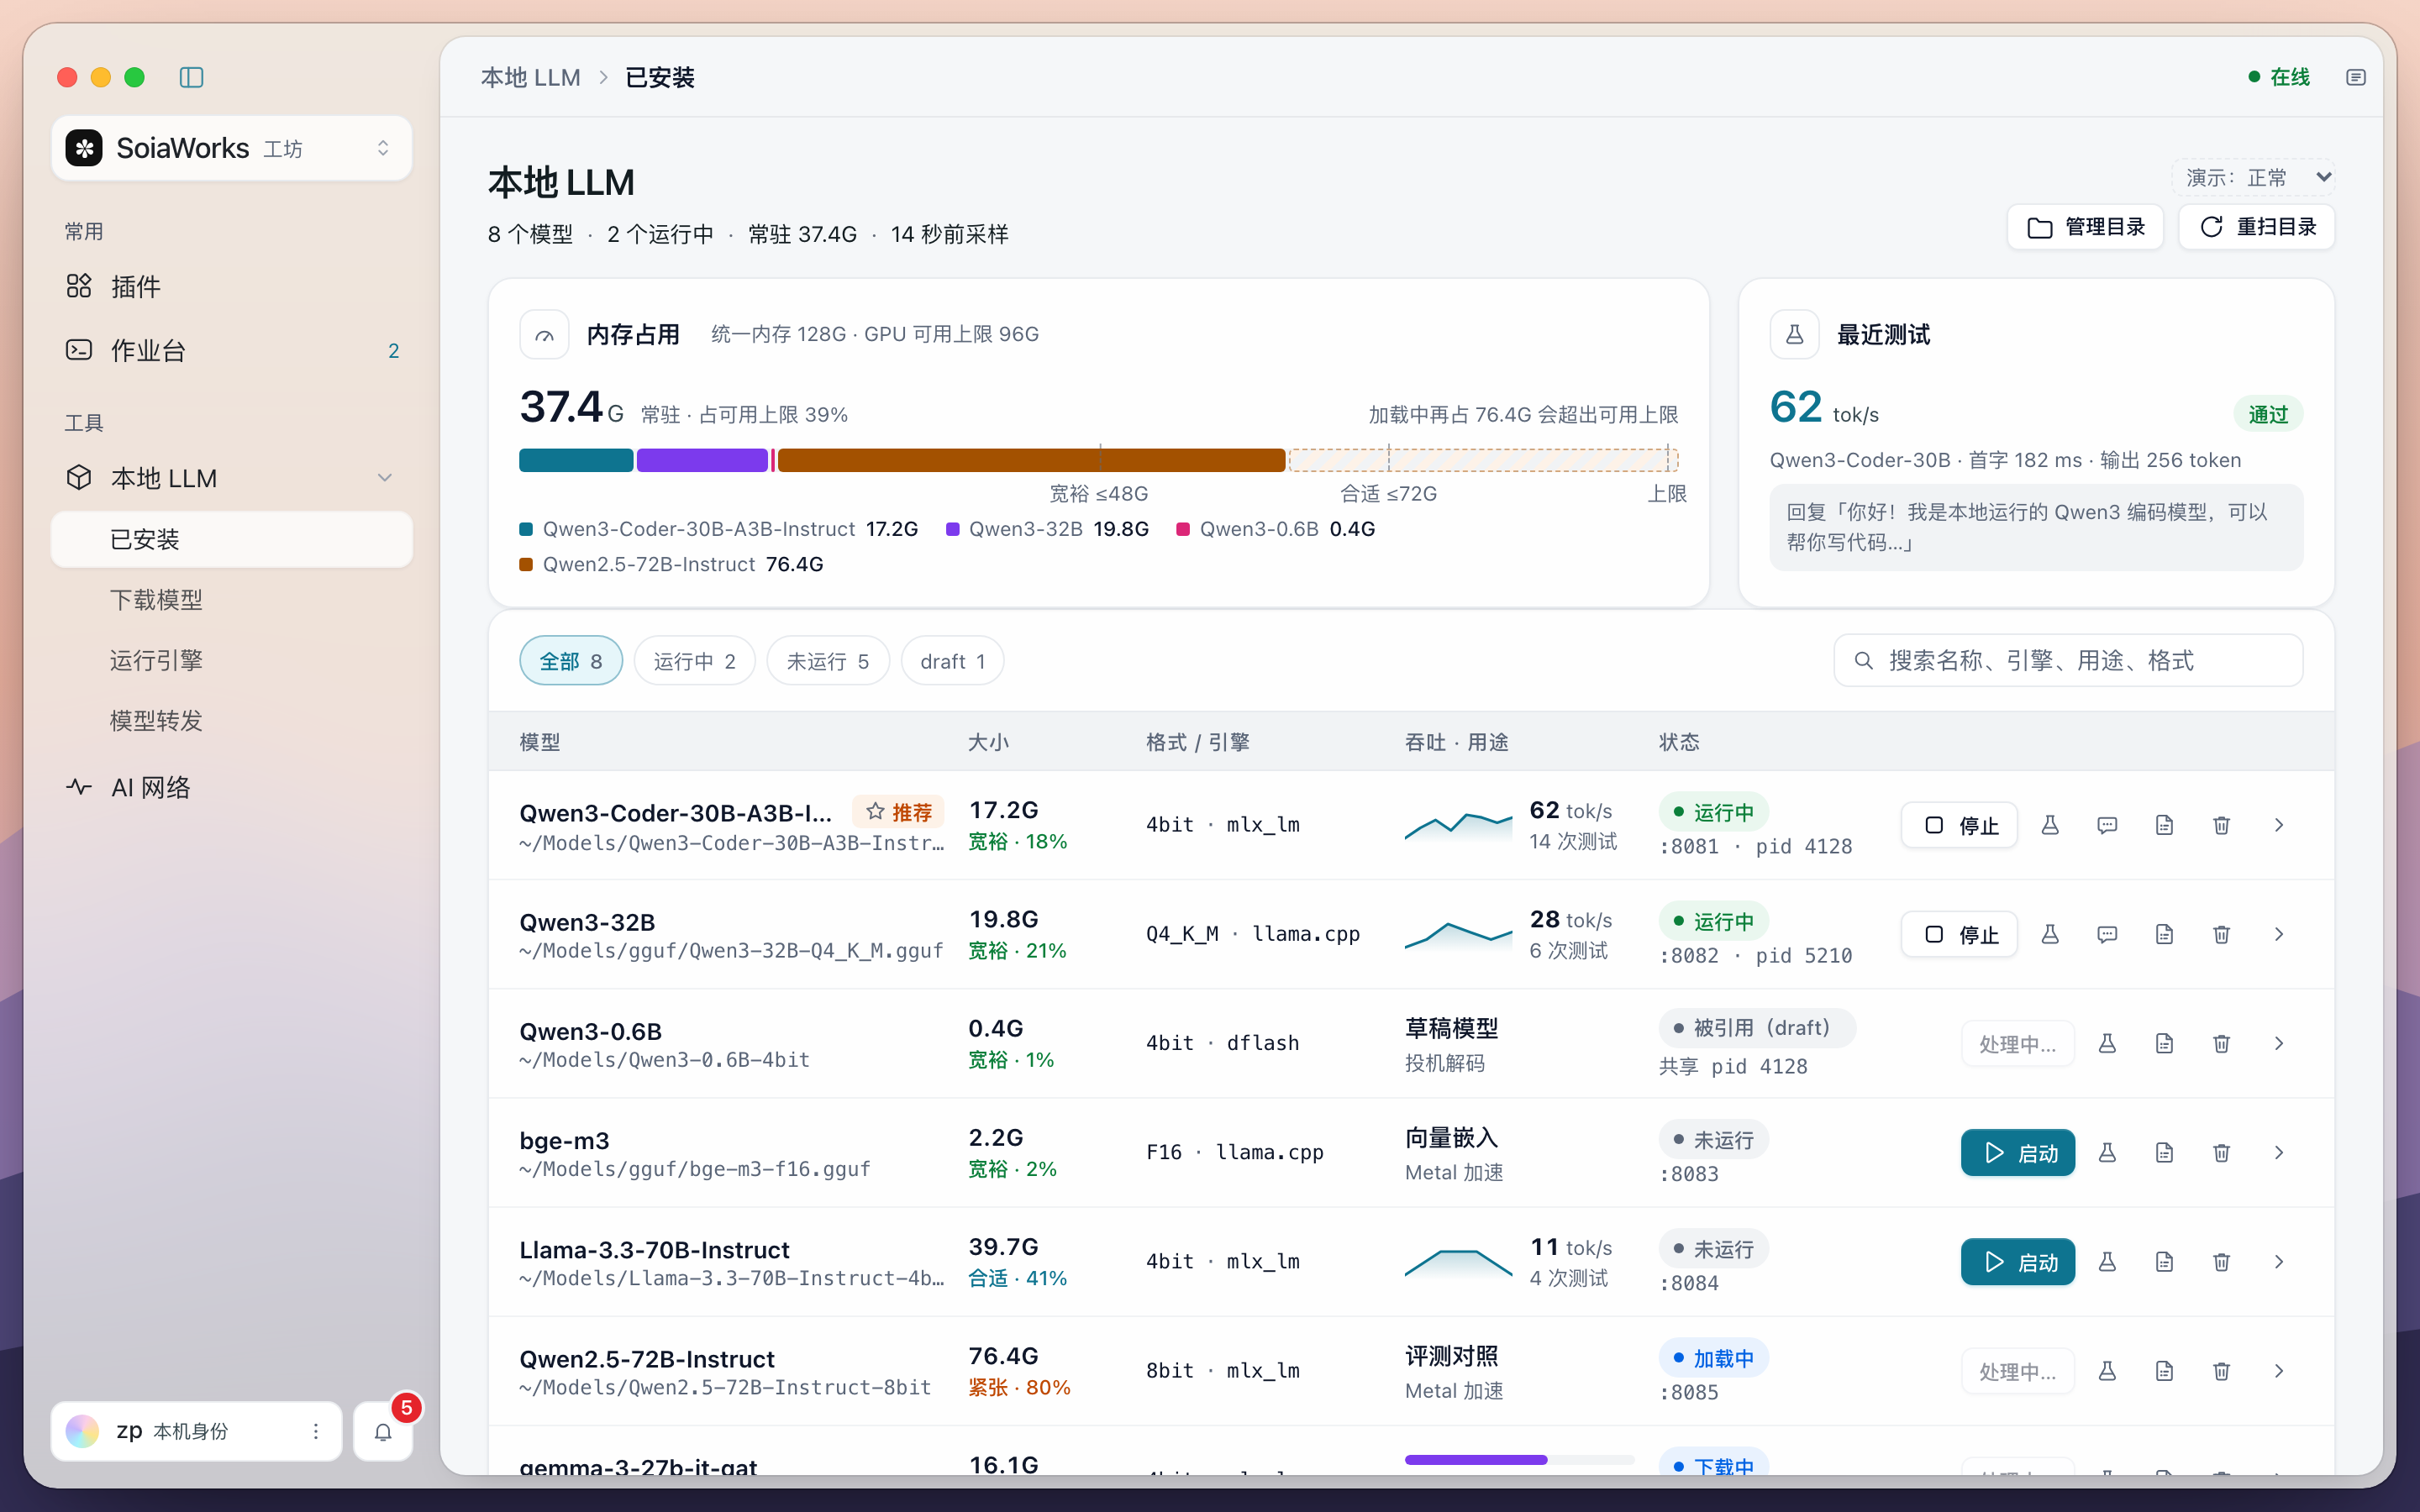 本地 LLM > 已安装
在线
SoiaWorks 工坊
常用
插件
作业台 2
工具
本地 LLM
已安装
下载模型
运行引擎
模型转发
AI 网络
zp 本机身份
5
本地 LLM
8 个模型 · 2 个运行中 · 常驻 37.4G · 14 秒前采样
演示：正常
管理目录
重扫目录
内存占用 统一内存 128G · GPU 可用上限 96G
37.4G 常驻 · 占可用上限 39%
加载中再占 76.4G 会超出可用上限
宽裕 ≤48G 合适 ≤72G 上限
Qwen3-Coder-30B-A3B-Instruct 17.2G Qwen3-32B 19.8G Qwen3-0.6B 0.4G
Qwen2.5-72B-Instruct 76.4G
最近测试
62 tok/s 通过
Qwen3-Coder-30B · 首字 182 ms · 输出 256 token
回复「你好！我是本地运行的 Qwen3 编码模型，可以
帮你写代码...」
全部 8 运行中 2 未运行 5 draft 1
搜索名称、引擎、用途、格式
模型 大小 格式 / 引擎 吞吐 · 用途 状态
Qwen3-Coder-30B-A3B-I... 推荐
~/Models/Qwen3-Coder-30B-A3B-Instr…
17.2G
宽裕 · 18%
4bit · mlx_lm
62 tok/s
14 次测试
运行中
:8081 · pid 4128
停止
Qwen3-32B
~/Models/gguf/Qwen3-32B-Q4_K_M.gguf
19.8G
宽裕 · 21%
Q4_K_M · llama.cpp
28 tok/s
6 次测试
运行中
:8082 · pid 5210
停止
Qwen3-0.6B
~/Models/Qwen3-0.6B-4bit
0.4G
宽裕 · 1%
4bit · dflash
草稿模型
投机解码
被引用（draft）
共享 pid 4128
处理中...
bge-m3
~/Models/gguf/bge-m3-f16.gguf
2.2G
宽裕 · 2%
F16 · llama.cpp
向量嵌入
Metal 加速
未运行
:8083
启动
Llama-3.3-70B-Instruct
~/Models/Llama-3.3-70B-Instruct-4b…
39.7G
合适 · 41%
4bit · mlx_lm
11 tok/s
4 次测试
未运行
:8084
启动
Qwen2.5-72B-Instruct
~/Models/Qwen2.5-72B-Instruct-8bit
76.4G
紧张 · 80%
8bit · mlx_lm
评测对照
Metal 加速
加载中
:8085
处理中...
gemma-3-27b-it-qat
16.1G
下载中